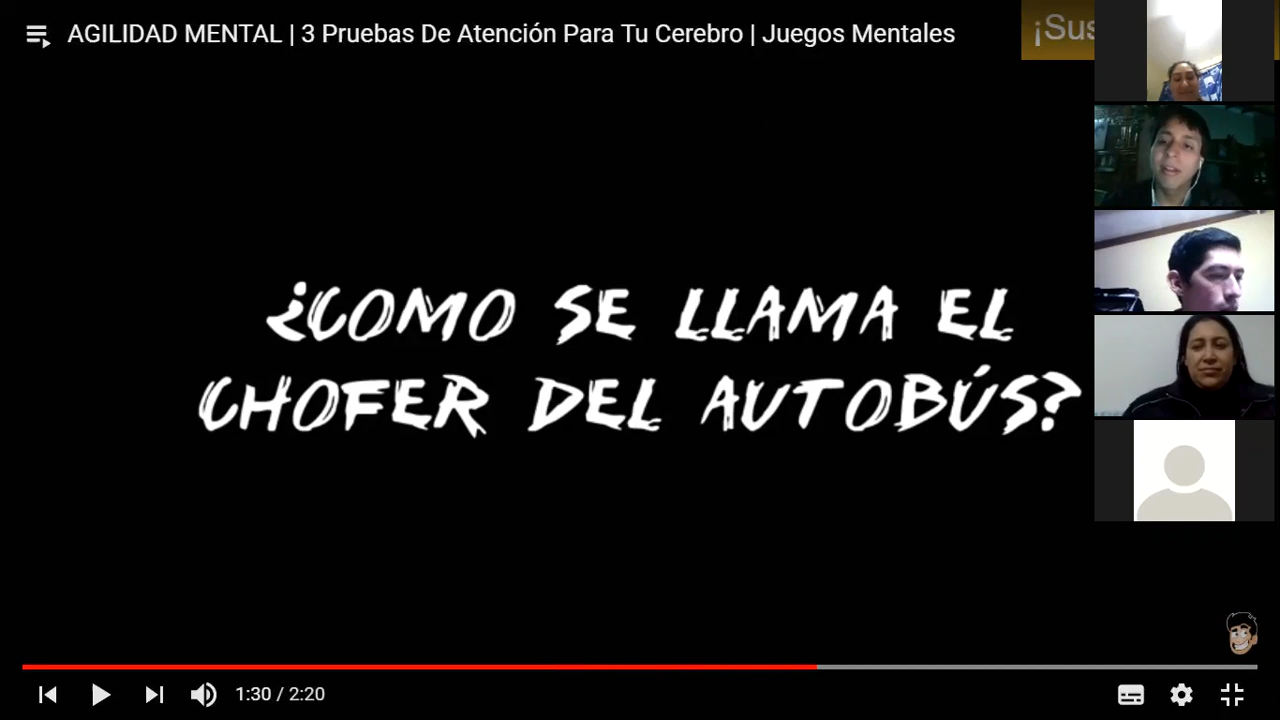 AGILIDAD MENTAL | 3 Pruebas De Atención Para Tu Cerebro | Juegos Mentales
¿COMO SE LLAMA EL
CHOFER DEL AUTOBÚS?
1:30 / 2:20